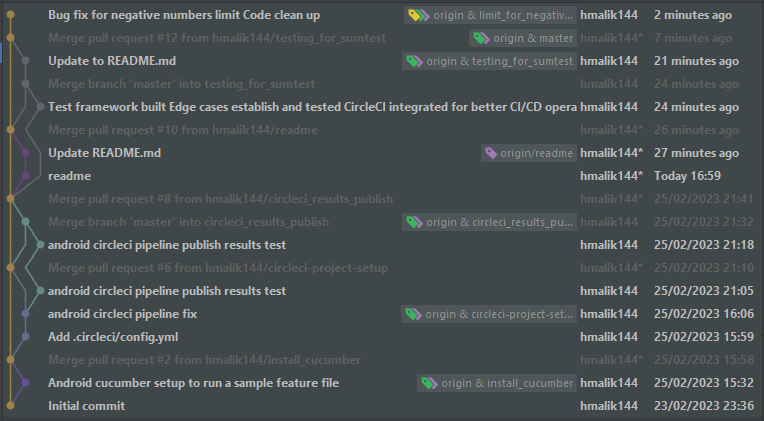 Bug fix for negative numbers limit Code clean up origin & limit_for_negativ... hmalik144 2 minutes ago
Merge pull request #12 from hmalik144/testing_for_sumtest origin & master hmalik144* 7 minutes ago
Update to README.md origin & testing_for_sumtest hmalik144 21 minutes ago
Merge branch 'master' into testing_for_sumtest hmalik144 24 minutes ago
Test framework built Edge cases establish and tested CircleCI integrated for better CI/CD opera hmalik144 24 minutes ago
Merge pull request #10 from hmalik144/readme hmalik144* 26 minutes ago
Update README.md origin/readme hmalik144* 27 minutes ago
readme hmalik144* Today 16:59
Merge pull request #8 from hmalik144/circleci_results_publish hmalik144* 25/02/2023 21:41
Merge branch 'master' into circleci_results_publish origin & circleci_results_pu... hmalik144 25/02/2023 21:32
android circleci pipeline publish results test hmalik144 25/02/2023 21:18
Merge pull request #6 from hmalik144/circleci-project-setup hmalik144* 25/02/2023 21:10
android circleci pipeline publish results test hmalik144 25/02/2023 21:05
android circleci pipeline fix origin & circleci-project-set... hmalik144 25/02/2023 16:06
Add .circleci/config.yml hmalik144 25/02/2023 15:59
Merge pull request #2 from hmalik144/install_cucumber hmalik144* 25/02/2023 15:58
Android cucumber setup to run a sample feature file origin & install_cucumber hmalik144 25/02/2023 15:32
Initial commit hmalik144 23/02/2023 23:36